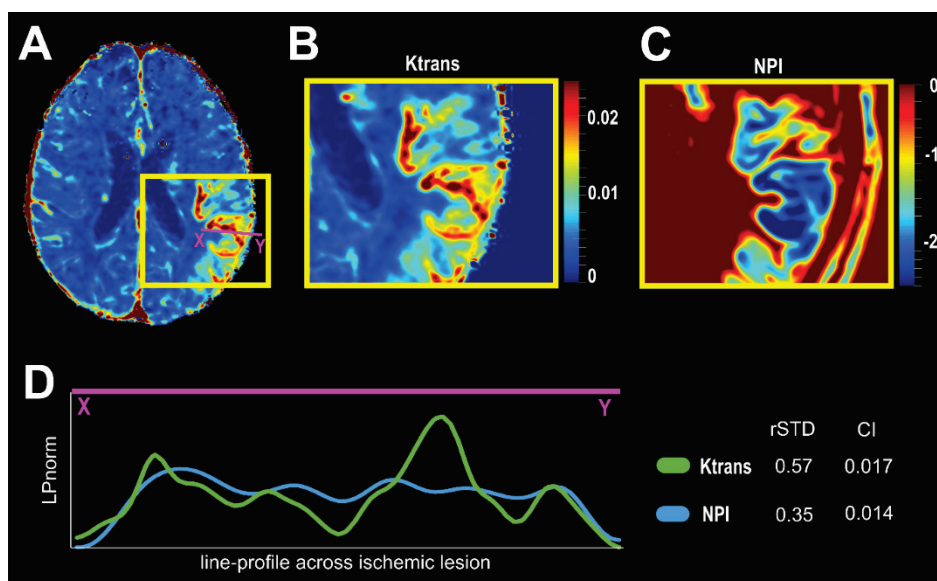 A
B
C
Ktrans
NPI
0.02
0.01
0
0
-1
-2
X
Y
D
X
Y
LPnorm
line-profile across ischemic lesion
rSTD CI
Ktrans 0.57 0.017
NPI 0.35 0.014